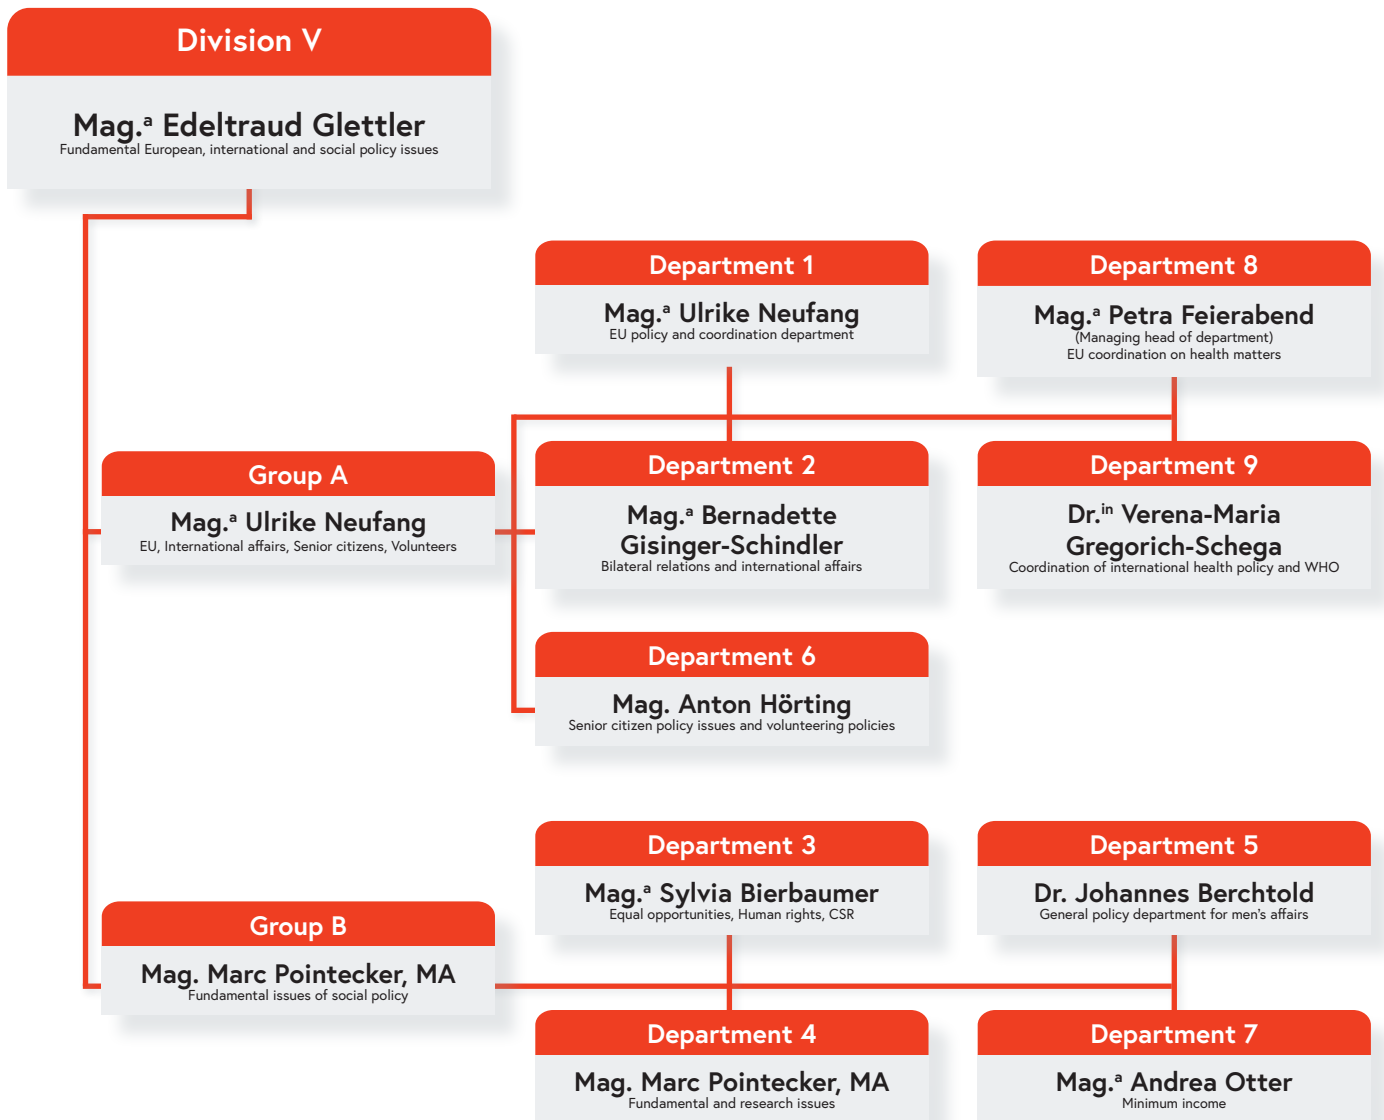 Division V
Mag.ª Edeltraud Glettler
Fundamental European, international and social policy issues
Department 1
Mag.ª Ulrike Neufang
EU policy and coordination department
Department 8
Mag.ª Petra Feierabend
(Managing head of department)
EU coordination on health matters
Group A
Mag.ª Ulrike Neufang
EU, International affairs, Senior citizens, Volunteers
Department 2
Mag.ª Bernadette
Gisinger-Schindler
Bilateral relations and international affairs
Department 9
Dr.ⁱⁿ Verena-Maria
Gregorich-Schega
Coordination of international health policy and WHO
Department 6
Mag. Anton Hörting
Senior citizen policy issues and volunteering policies
Department 3
Mag.ª Sylvia Bierbaumer
Equal opportunities, Human rights, CSR
Department 5
Dr. Johannes Berchtold
General policy department for men's affairs
Group B
Mag. Marc Pointecker, MA
Fundamental issues of social policy
Department 4
Mag. Marc Pointecker, MA
Fundamental and research issues
Department 7
Mag.ª Andrea Otter
Minimum income